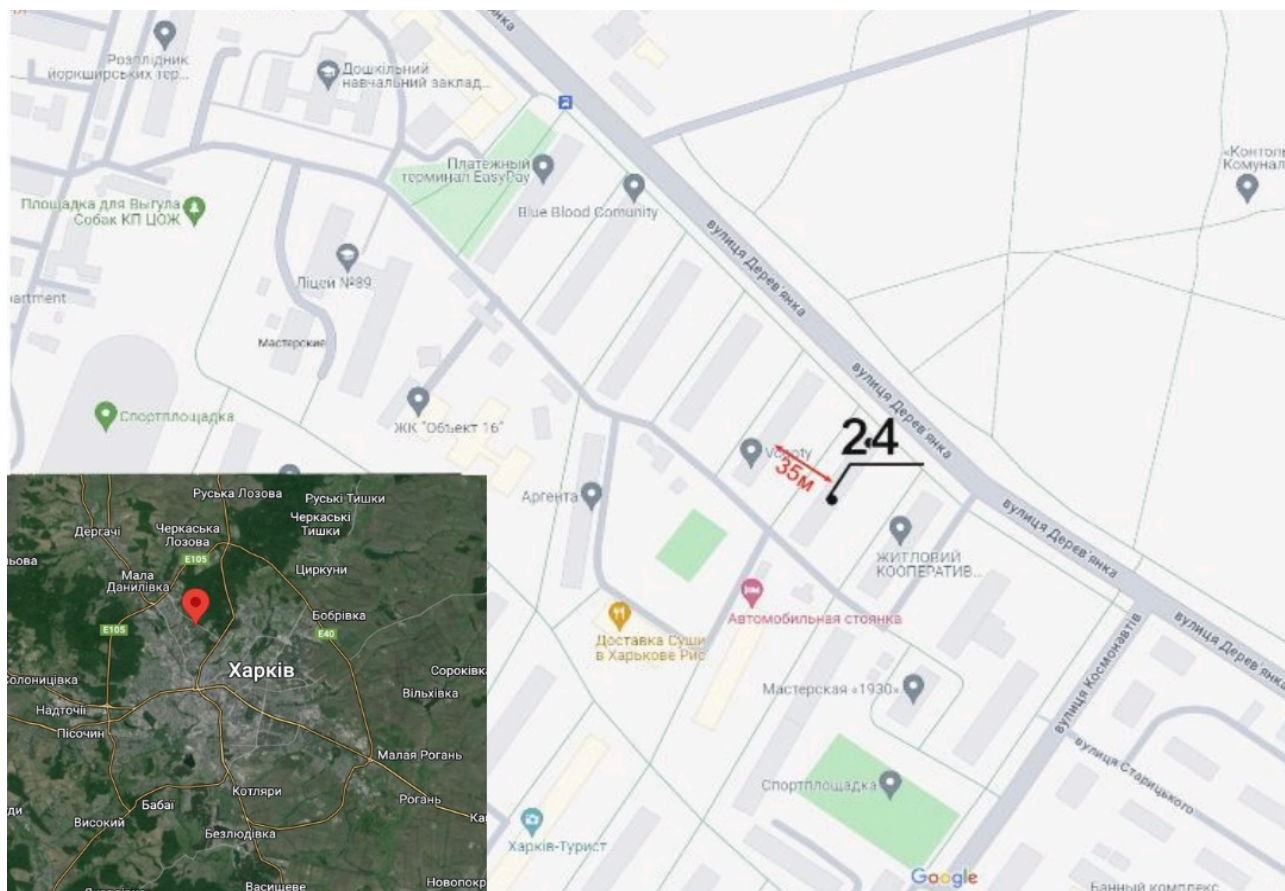 Розплідник
йоркширських тер...
Дошкільний
навчальний заклад...
Платежный
терминал EasyPay
Blue Blood Comunity
«Контоль
Комунал
Площадка для Выгула
Собак КП ЦОЖ
вулиця Дерев'янка
Ліцей №89
partment
Мастерские
вулиця Дерев'янка
Спортплощадка
ЖК "Объект 16"
24
35м
Аргента
вулиця Дерев'янка
ЖИТЛОВИЙ
КООПЕРАТИВ...
Автомобильная стоянка
Доставка Суши
в Харькове Рис
вулиця Дерев'янка
вулиця Космонавтів
Мастерская «1930»
вулиця Старицького
Спортплощадка
Харків-Турист
Google
Банный комплекс
Руська Лозова
Руські Тишки
Черкаські
Тишки
Дергачі
Черкаська
Лозова
E105
Циркуни
Мала
Данилівка
Бобрівка
E105
E40
Харків
Сороківка
Солоницівка
Вільхівка
Надточії
Пісочин
Малая Рогань
Котляри
Рогань
Бабаї
Високий
Безлюдівка
Васищеве
Новопокр